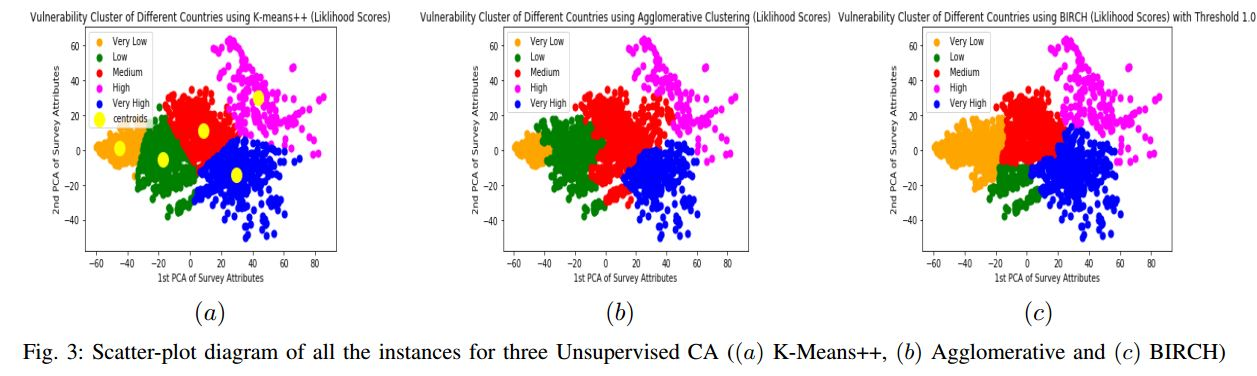 Vulnerability Cluster of Different Countries using K-means++ (Liklihood Scores)
Very Low
Low
Medium
High
Very High
centroids
60
40
20
0
−20
−40
2nd PCA of Survey Attributes
−60
−40
−20
0
20
40
60
80
1st PCA of Survey Attributes
(a)
Vulnerability Cluster of Different Countries using Agglomerative Clustering (Liklihood Scores)
Very Low
Low
Medium
High
Very High
60
40
20
0
−20
−40
2nd PCA of Survey Attributes
−60
−40
−20
0
20
40
60
80
1st PCA of Survey Attributes
(b)
Vulnerability Cluster of Different Countries using BIRCH (Liklihood Scores) with Threshold 1.0
Very Low
Low
Medium
High
Very High
60
40
20
0
−20
−40
2nd PCA of Survey Attributes
−60
−40
−20
0
20
40
60
80
1st PCA of Survey Attributes
(c)
Fig. 3: Scatter-plot diagram of all the instances for three Unsupervised CA ((a) K-Means++, (b) Agglomerative and (c) BIRCH)